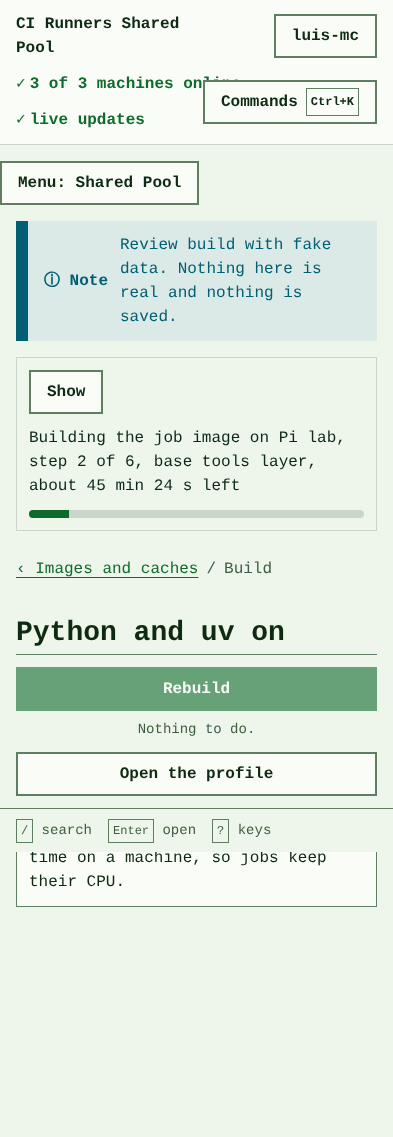 CI Runners Shared
Pool
luis-mc
✓ 3 of 3 machines online
Commands Ctrl+K
✓ live updates
Menu: Shared Pool
ⓘ Note
Review build with fake
data. Nothing here is
real and nothing is
saved.
Show
Building the job image on Pi lab,
step 2 of 6, base tools layer,
about 45 min 24 s left
‹ Images and caches / Build
Python and uv on
Rebuild
Nothing to do.
Open the profile
/ search Enter open ? keys
time on a machine, so jobs keep
their CPU.